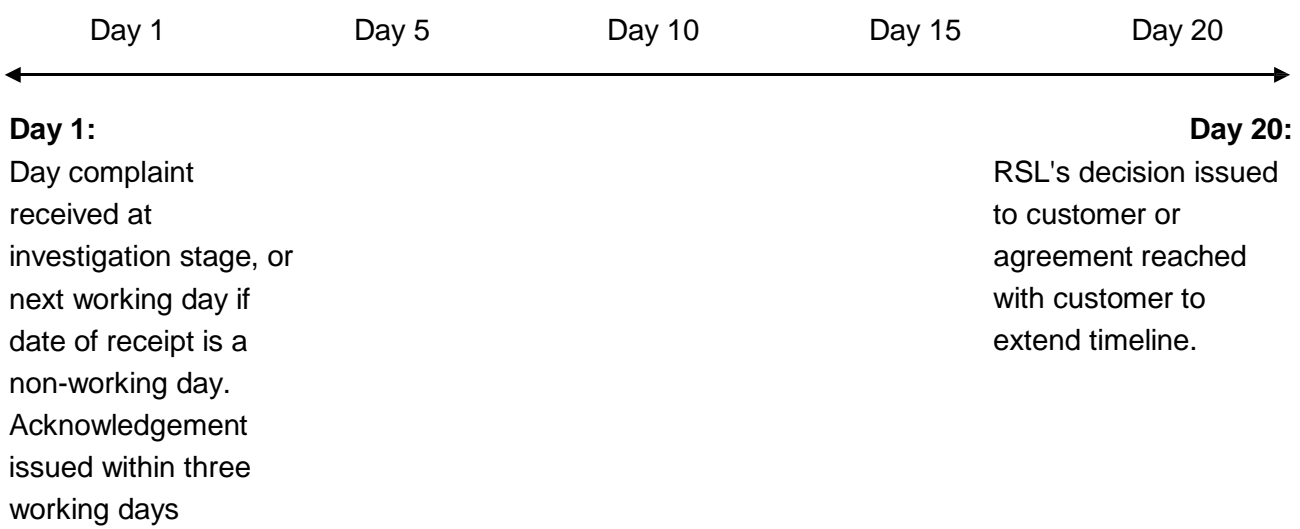 Day 1 Day 5 Day 10 Day 15 Day 20
Day 1:
Day complaint
received at
investigation stage, or
next working day if
date of receipt is a
non-working day.
Acknowledgement
issued within three
working days
Day 20:
RSL's decision issued
to customer or
agreement reached
with customer to
extend timeline.